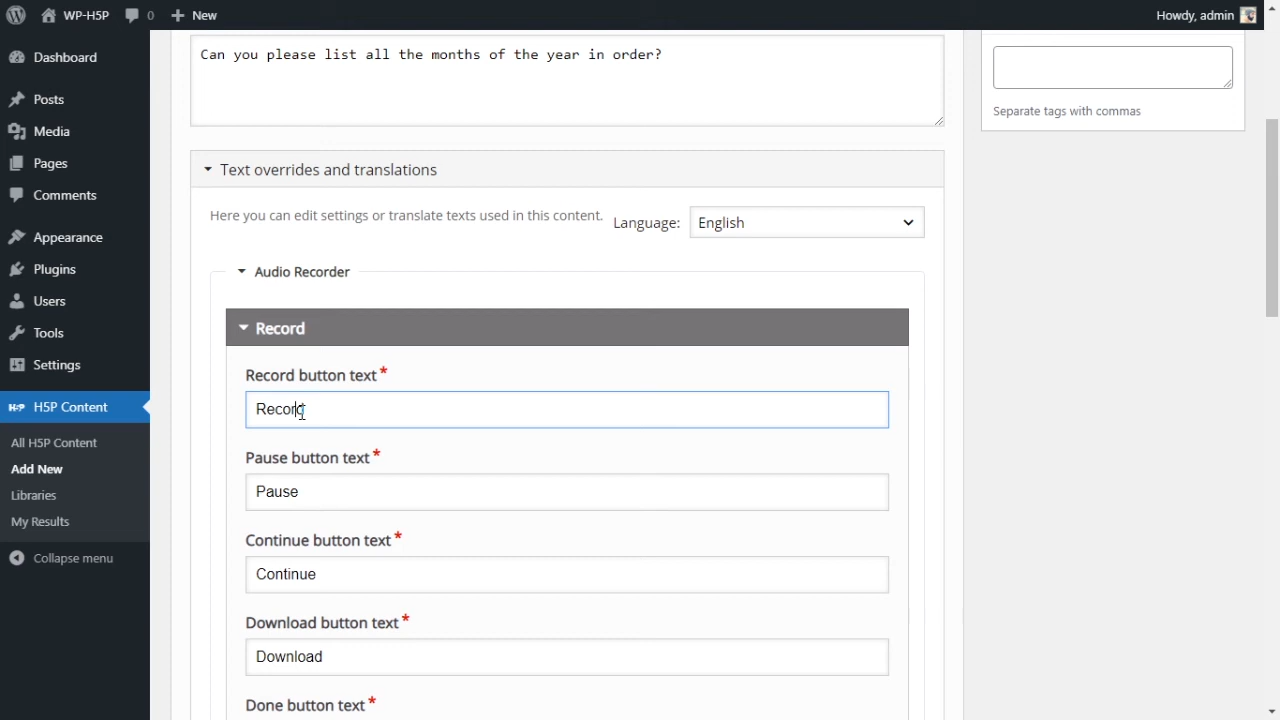 WP-H5P
0
New
Howdy, admin
Dashboard
Posts
Media
Pages
Comments
Appearance
Plugins
Users
Tools
Settings
H5P Content
All H5P Content
Add New
Libraries
My Results
Collapse menu
Can you please list all the months of the year in order?
Text overrides and translations
Here you can edit settings or translate texts used in this content.
Language: English
Audio Recorder
Record
Record button text *
Record
Pause button text *
Pause
Continue button text *
Continue
Download button text *
Download
Done button text *
Separate tags with commas